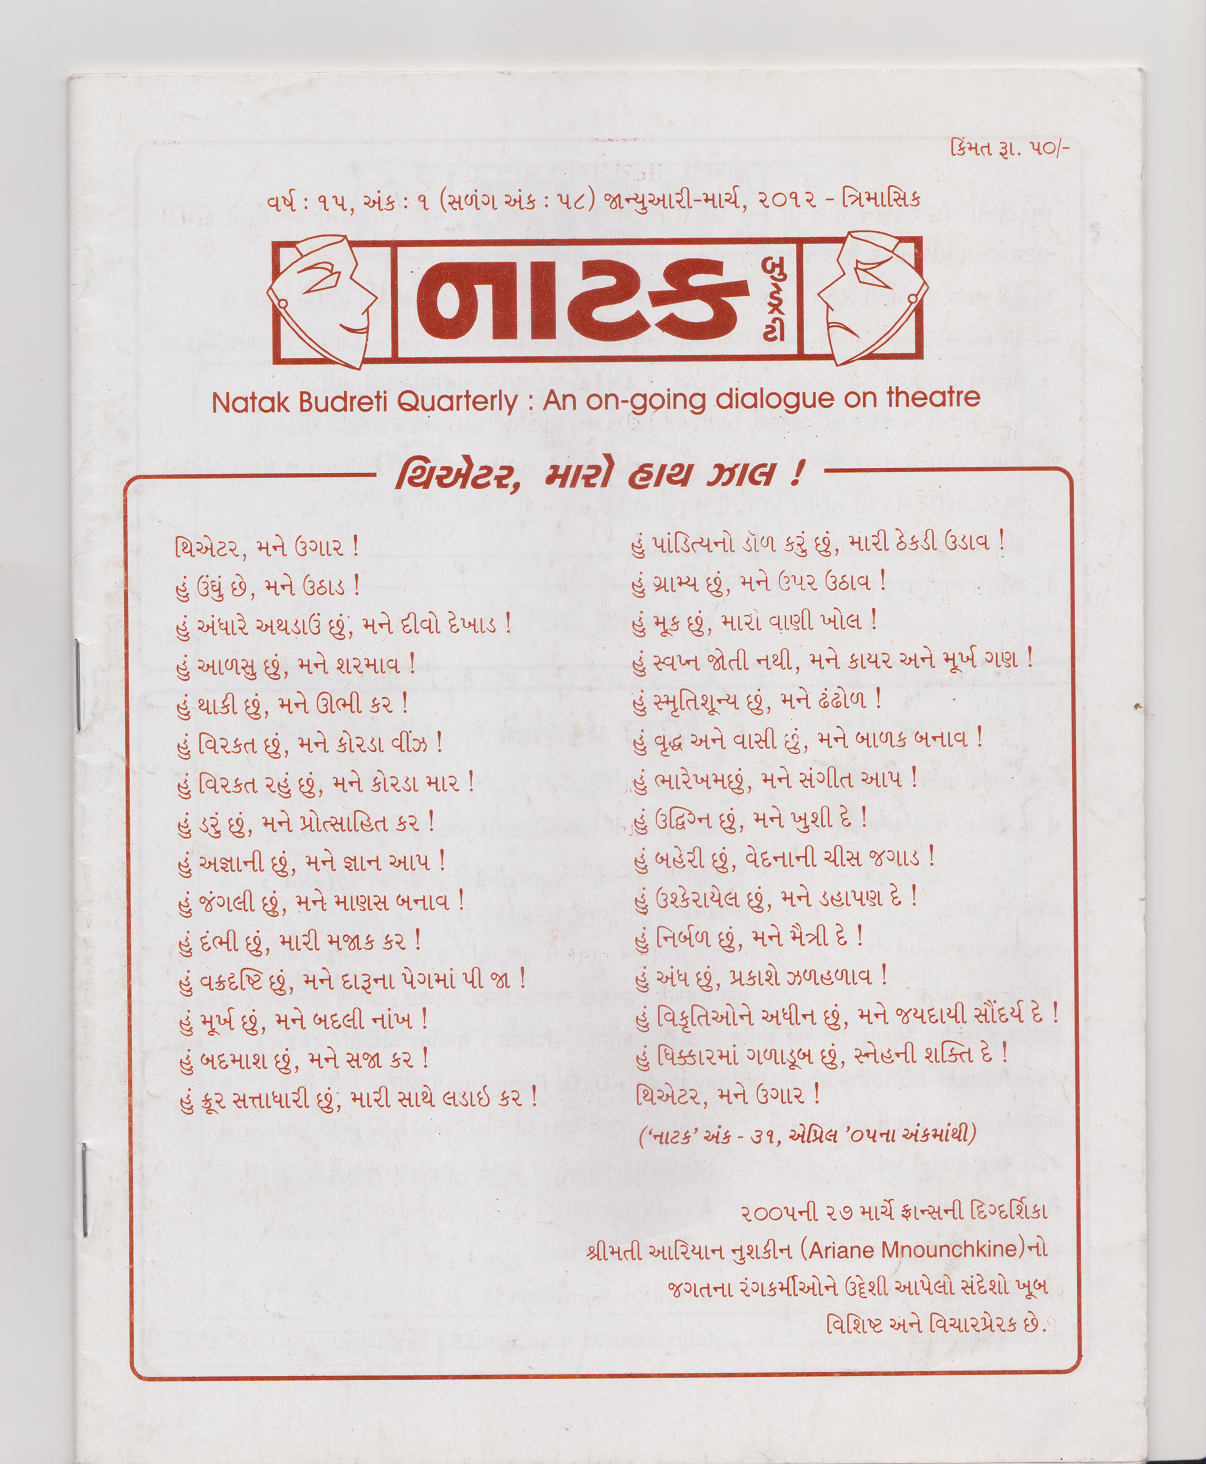 કિંમત રૂા. ૫૦/-
વર્ષ : ૧૫, અંક : ૧ (સળંગ અંક : ૫૮) જાન્યુઆરી-માર્ચ, ૨૦૧૨ - ત્રિમાસિક
નાટક
બુડ્રેટી
Natak Budreti Quarterly : An on-going dialogue on theatre
થિએટર, મારો હાથ ઝાલ !
થિએટર, મને ઉગાર !
હું ઉંઘું છે, મને ઉઠાડ !
હું અંધારે અથડાઉં છું, મને દીવો દેખાડ !
હું આળસુ છું, મને શરમાવ !
હું થાકી છું, મને ઊભી કર !
હું વિરકત છું, મને કોરડા વીંઝ !
હું વિરકત રહું છું, મને કોરડા માર !
હું ડરું છું, મને પ્રોત્સાહિત કર !
હું અજ્ઞાની છું, મને જ્ઞાન આપ !
હું જંગલી છું, મને માણસ બનાવ !
હું દંભી છું, મારી મજાક કર !
હું વક્રદૃષ્ટિ છું, મને દારૂના પેગમાં પી જા !
હું મૂર્ખ છું, મને બદલી નાંખ !
હું બદમાશ છું, મને સજા કર !
હું ક્રૂર સત્તાધારી છું, મારી સાથે લડાઇ કર !
હું પાંડિત્યનો ડૉળ કરું છું, મારી ઠેકડી ઉડાવ !
હું ગ્રામ્ય છું, મને ઉપર ઉઠાવ !
હું મૂક છું, મારી વાણી ખોલ !
હું સ્વપ્ન જોતી નથી, મને કાયર અને મૂર્ખ ગણ !
હું સ્મૃતિશૂન્ય છું, મને ઢંઢોળ !
હું વૃદ્ધ અને વાસી છું, મને બાળક બનાવ !
હું ભારેખમછું, મને સંગીત આપ !
હું ઉદ્વિગ્ન છું, મને ખુશી દે !
હું બહેરી છું, વેદનાની ચીસ જગાડ !
હું ઉશ્કેરાયેલ છું, મને ડહાપણ દે !
હું નિર્બળ છું, મને મૈત્રી દે !
હું અંધ છું, પ્રકાશે ઝળહળાવ !
હું વિકૃતિઓને અધીન છું, મને જયદાયી સૌંદર્ય દે !
હું ધિક્કારમાં ગળાડૂબ છું, સ્નેહની શક્તિ દે !
થિએટર, મને ઉગાર !
(‘નાટક’ અંક - ૩૧, એપ્રિલ ’૦૫ના અંકમાંથી)
૨૦૦૫ની ૨૭ માર્ચે ફ્રાન્સની દિગ્દર્શિકા
શ્રીમતી આરિયાન નુશકીન (Ariane Mnounchkine)નો
જગતના રંગકર્મીઓને ઉદ્દેશી આપેલો સંદેશો ખૂબ
વિશિષ્ટ અને વિચારપ્રેરક છે.